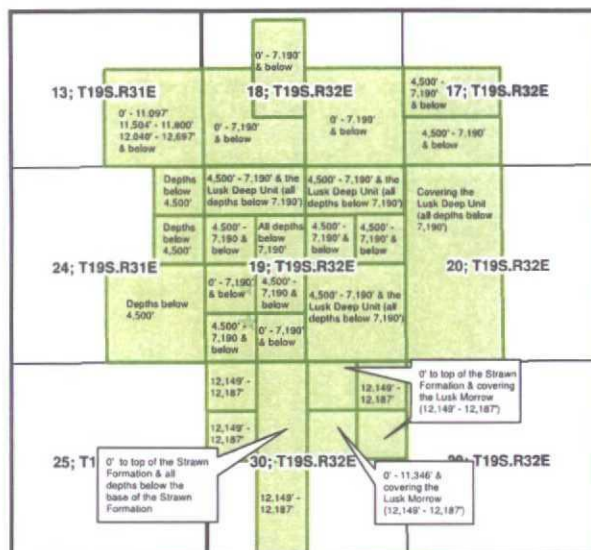 0' - 7,190'
& below
13; T19S.R31E
18; T19S.R32E
17; T19S.R32E
4,500' -
7,190' &
below
0' - 11,097'
11,504' - 11,800'
12,040' - 12,697'
& below
0' - 7,190'
& below
0' - 7,190'
& below
4,500' - 7,190'
& below
Depths
below
4,500'
4,500' - 7,190' & the
Lusk Deep Unit (all
depths below 7,190')
4,500' - 7,190' & the
Lusk Deep Unit (all
depths below 7,190')
Covering the
Lusk Deep Unit
(all depths below
7,190')
Depths
below
4,500'
4,500' -
7,190 &
below
All depths
below
7,190'
4,500' -
7,190' &
below
4,500' -
7,190' &
below
24; T19S.R31E
19; T19S.R32E
20; T19S.R32E
Depths below
4,500'
0' - 7,190'
& below
4,500' -
7,190 &
below
4,500' - 7,190' & the
Lusk Deep Unit (all
depths below 7,190')
4,500' -
7,190 &
below
0' - 7,190'
& below
12,149' -
12,187'
12,149' -
12,187'
0' to top of the Strawn
Formation & covering
the Lusk Morrow
(12,149' - 12,187')
12,149' -
12,187'
25; T1
0' to top of the Strawn
Formation & all
depths below the
base of the Strawn
Formation
30; T19S.R32E
T19S.R32E
0' - 11,346' &
covering the
Lusk Morrow
(12,149' - 12,187')
12,149' -
12,187'